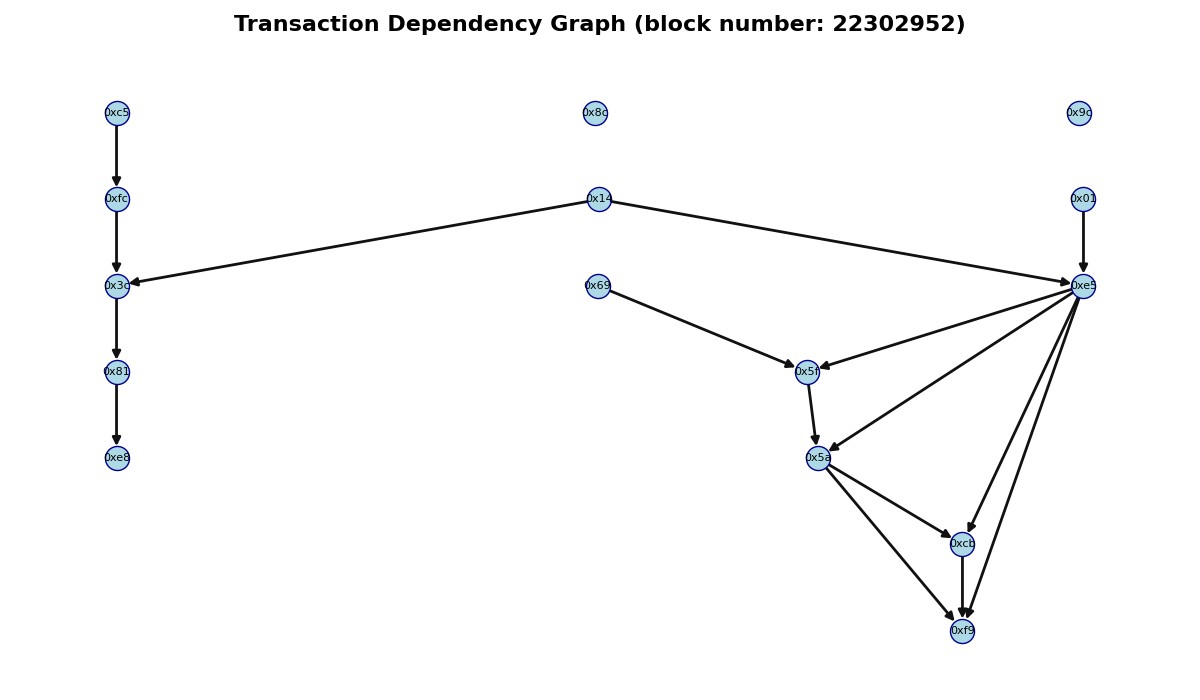 Transaction Dependency Graph (block number: 22302952)
0xc5
0x8c
0x9c
0xfc
0x14
0x01
0x3c
0x69
0xe5
0x81
0x5f
0xe8
0x5a
0xcb
0xf9